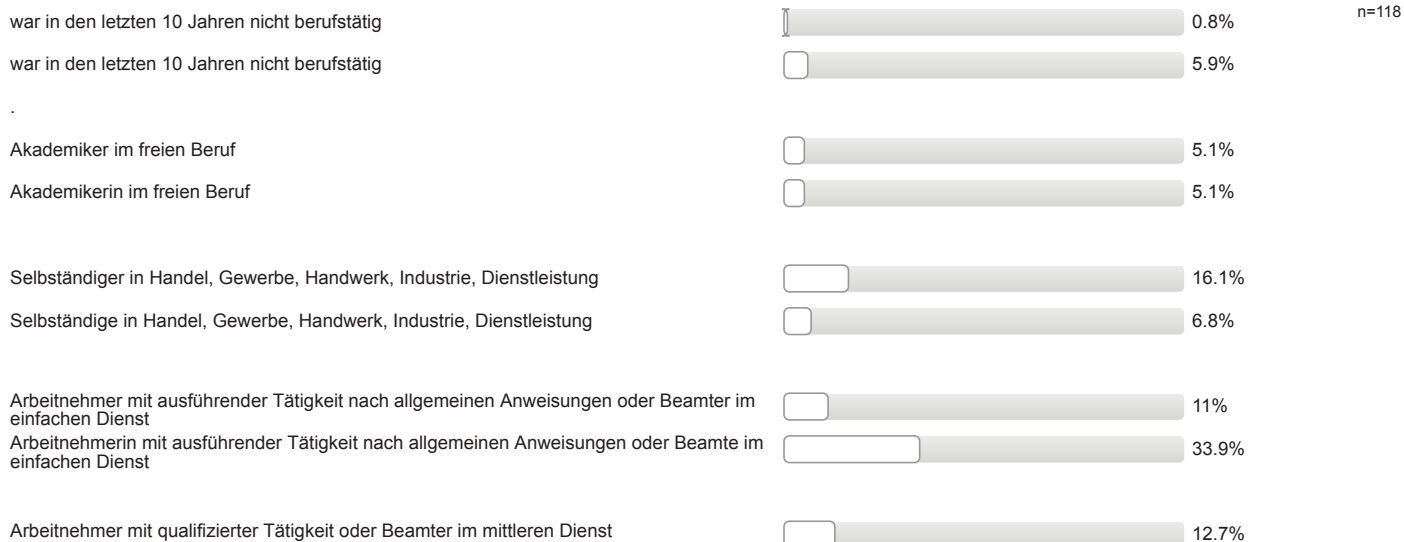 war in den letzten 10 Jahren nicht berufstätig 0.8% n=118
war in den letzten 10 Jahren nicht berufstätig 5.9%
.
Akademiker im freien Beruf 5.1%
Akademikerin im freien Beruf 5.1%
Selbständiger in Handel, Gewerbe, Handwerk, Industrie, Dienstleistung 16.1%
Selbständige in Handel, Gewerbe, Handwerk, Industrie, Dienstleistung 6.8%
Arbeitnehmer mit ausführender Tätigkeit nach allgemeinen Anweisungen oder Beamter im
einfachen Dienst 11%
Arbeitnehmerin mit ausführender Tätigkeit nach allgemeinen Anweisungen oder Beamte im
einfachen Dienst 33.9%
Arbeitnehmer mit qualifizierter Tätigkeit oder Beamter im mittleren Dienst 12.7%